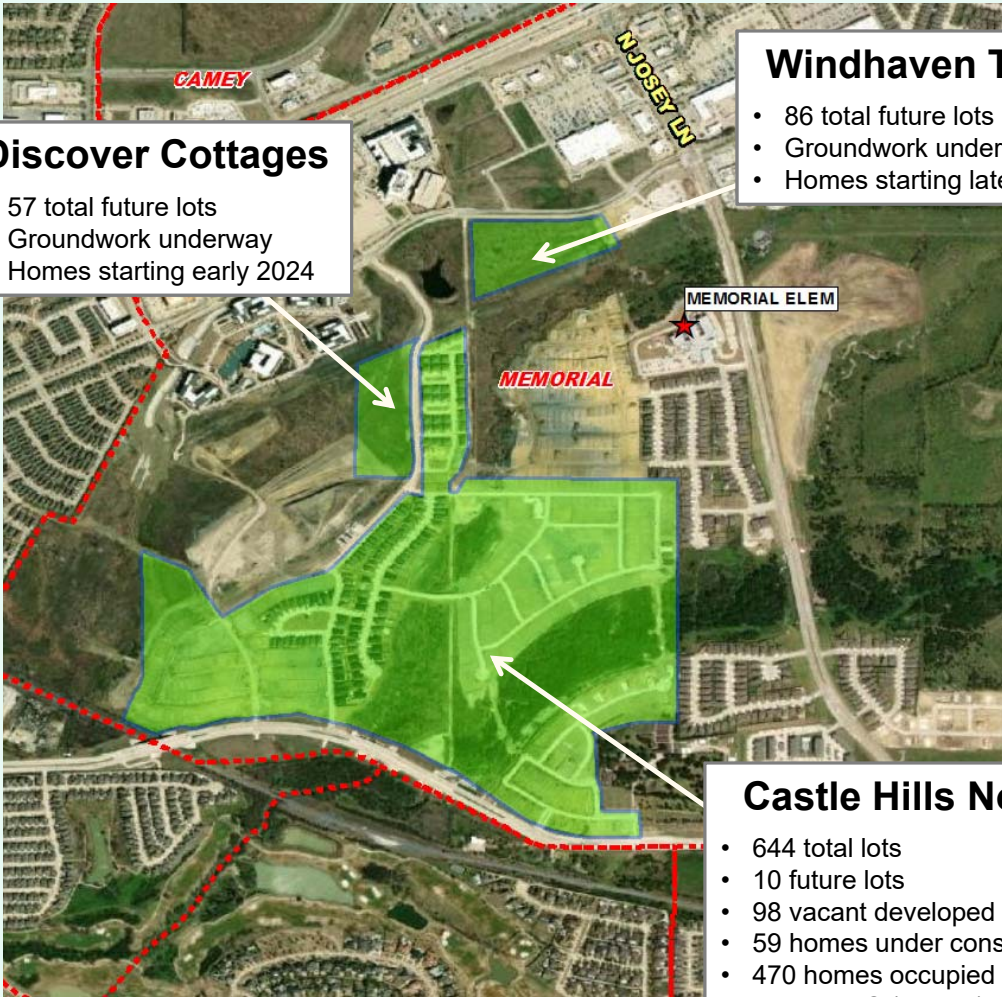 CAMEY
N JOSEY LN
Windhaven T
• 86 total future lots
• Groundwork under
• Homes starting late
Discover Cottages
57 total future lots
Groundwork underway
Homes starting early 2024
MEMORIAL ELEM
MEMORIAL
Castle Hills No
• 644 total lots
• 10 future lots
• 98 vacant developed
• 59 homes under cons
• 470 homes occupied